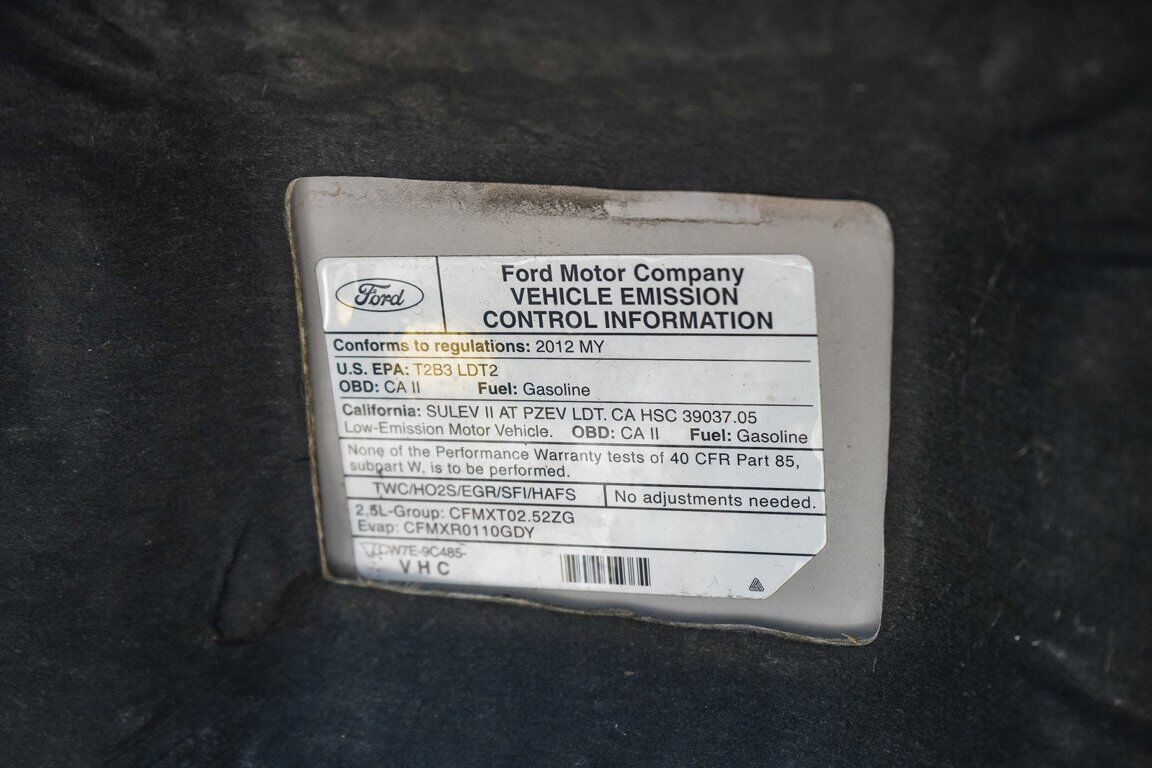 Ford
Ford Motor Company
VEHICLE EMISSION
CONTROL INFORMATION
Conforms to regulations: 2012 MY
U.S. EPA: T2B3 LDT2
OBD: CA II Fuel: Gasoline
California: SULEV II AT PZEV LDT. CA HSC 39037.05
Low-Emission Motor Vehicle. OBD: CA II Fuel: Gasoline
None of the Performance Warranty tests of 40 CFR Part 85,
subpart W, is to be performed.
TWC/HO2S/EGR/SFI/HAFS No adjustments needed.
2.5L-Group: CFMXT02.52ZG
Evap: CFMXR0110GDY
VHC